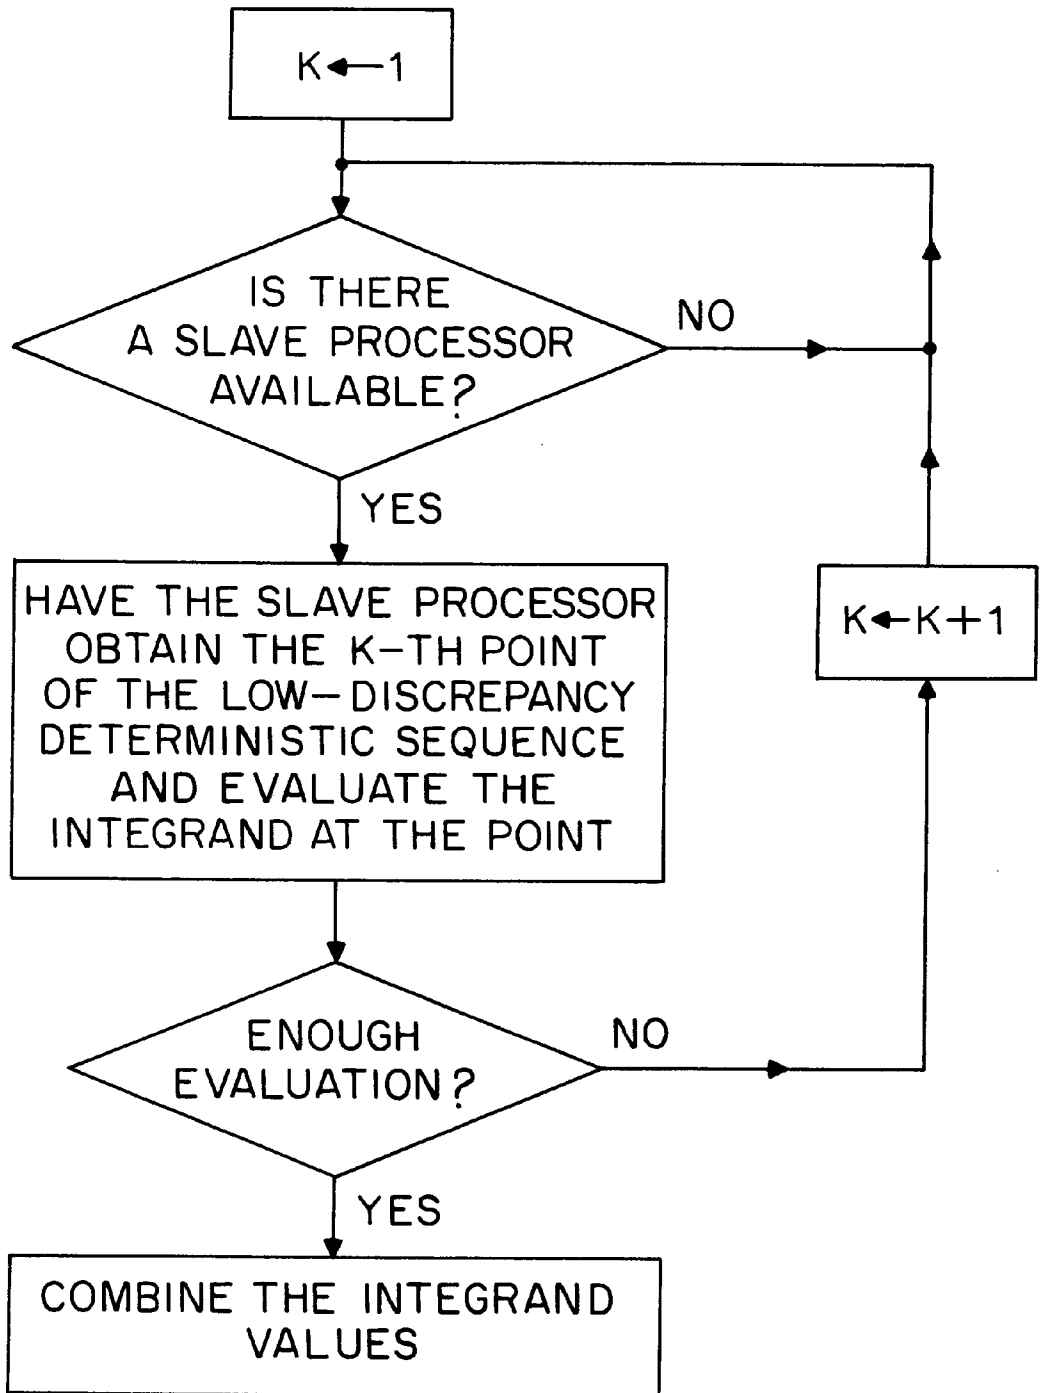 K←1
IS THERE
A SLAVE PROCESSOR
AVAILABLE?
NO
YES
HAVE THE SLAVE PROCESSOR
OBTAIN THE K-TH POINT
OF THE LOW-DISCREPANCY
DETERMINISTIC SEQUENCE
AND EVALUATE THE
INTEGRAND AT THE POINT
K←K+1
ENOUGH
EVALUATION?
NO
YES
COMBINE THE INTEGRAND
VALUES